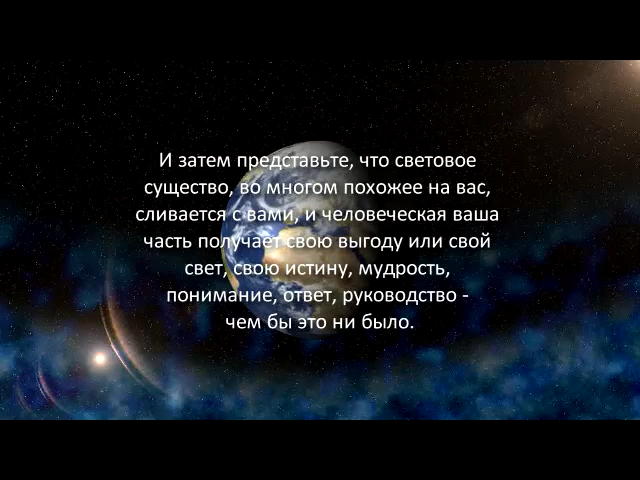 И затем представьте, что световое
существо, во многом похожее на вас,
сливается с вами, и человеческая ваша
часть получает свою выгоду или свой
свет, свою истину, мудрость,
понимание, ответ, руководство -
чем бы это ни было.